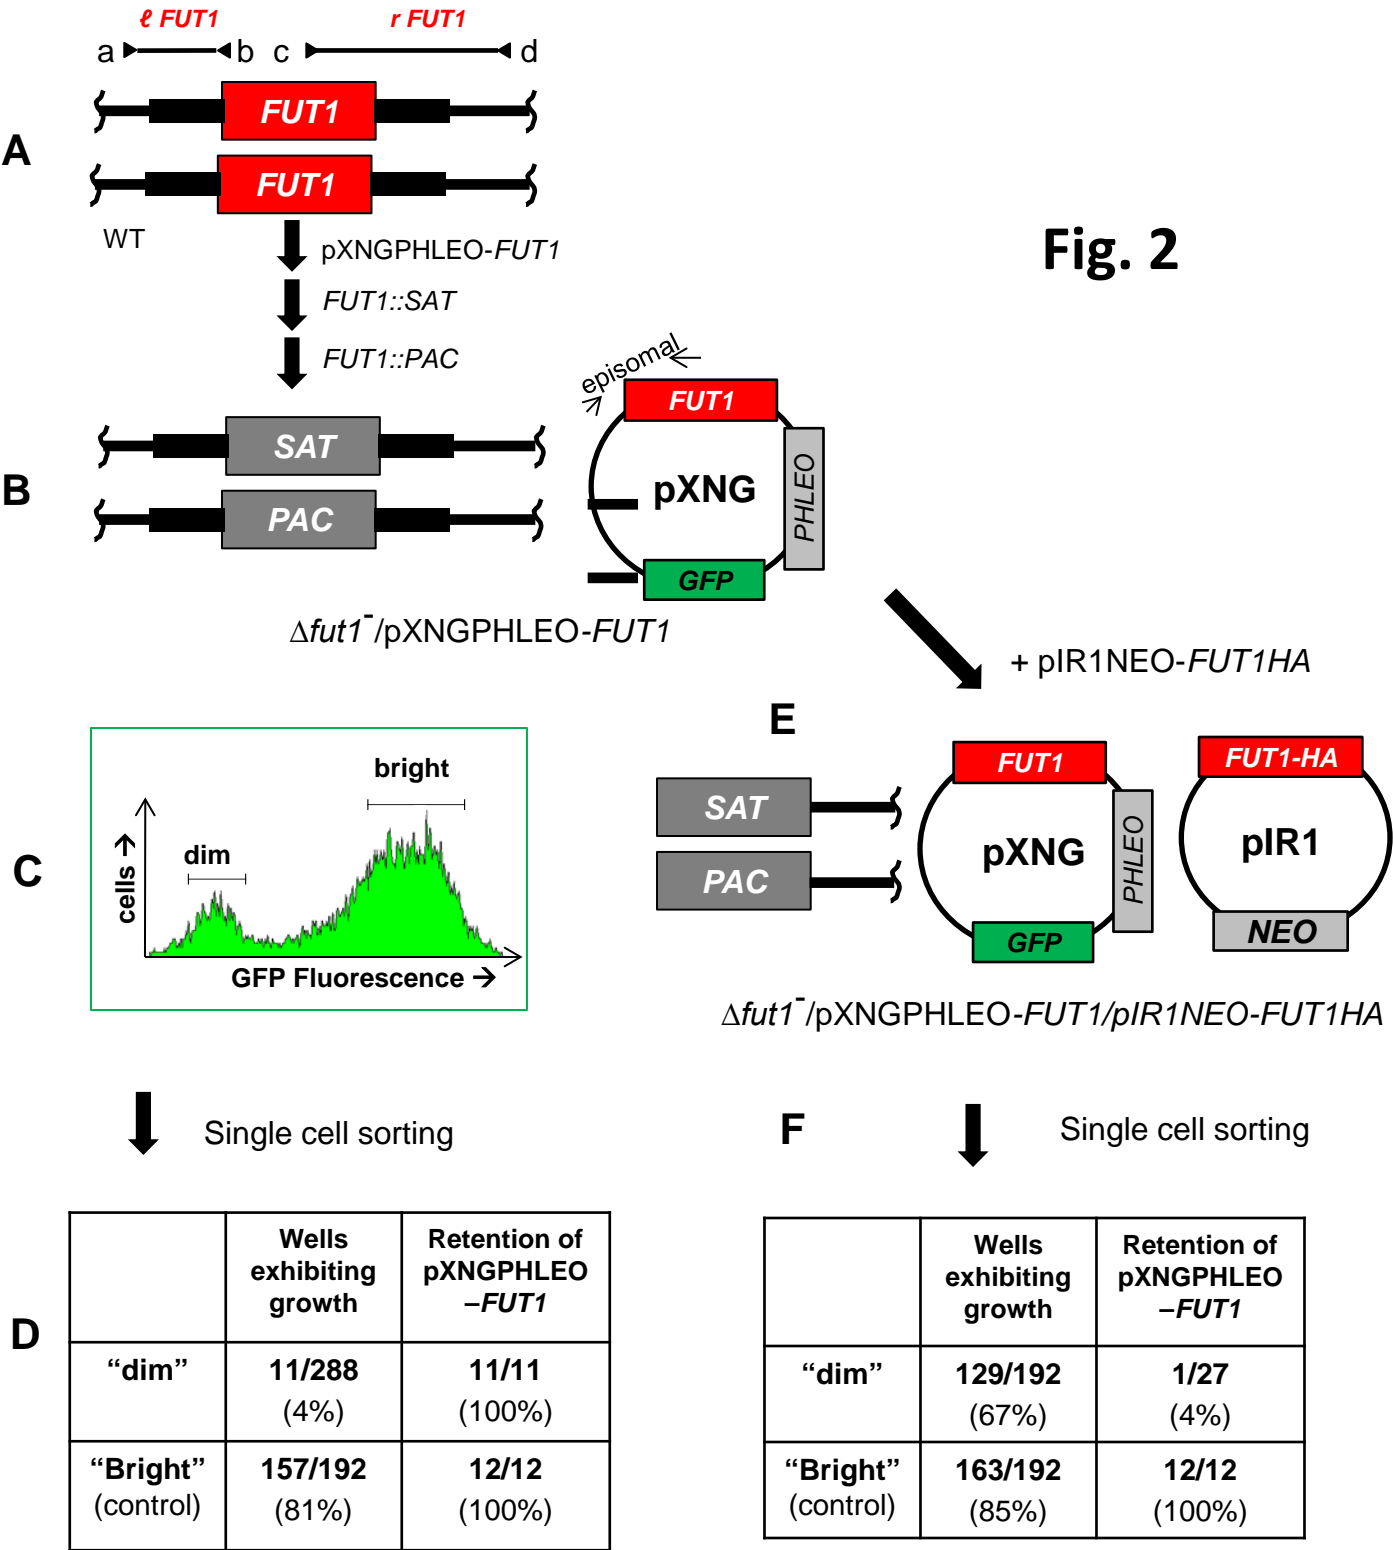 ℓ FUT1 r FUT1
a b c d
A
FUT1
FUT1
WT
pXNGPHLEO-FUT1
FUT1::SAT
FUT1::PAC
Fig. 2
B
SAT
PAC
episomal
FUT1
pXNG
PHLEO
GFP
Δfut1⁻/pXNGPHLEO-FUT1
+ pIR1NEO-FUT1HA
C
cells →
dim
bright
GFP Fluorescence →
E
SAT
PAC
FUT1
pXNG
PHLEO
GFP
FUT1-HA
pIR1
NEO
Δfut1⁻/pXNGPHLEO-FUT1/pIR1NEO-FUT1HA
Single cell sorting
D
Wells
exhibiting
growth
Retention of
pXNGPHLEO
–FUT1
“dim”
11/288
(4%)
11/11
(100%)
“Bright”
(control)
157/192
(81%)
12/12
(100%)
F
Single cell sorting
Wells
exhibiting
growth
Retention of
pXNGPHLEO
–FUT1
“dim”
129/192
(67%)
1/27
(4%)
“Bright”
(control)
163/192
(85%)
12/12
(100%)